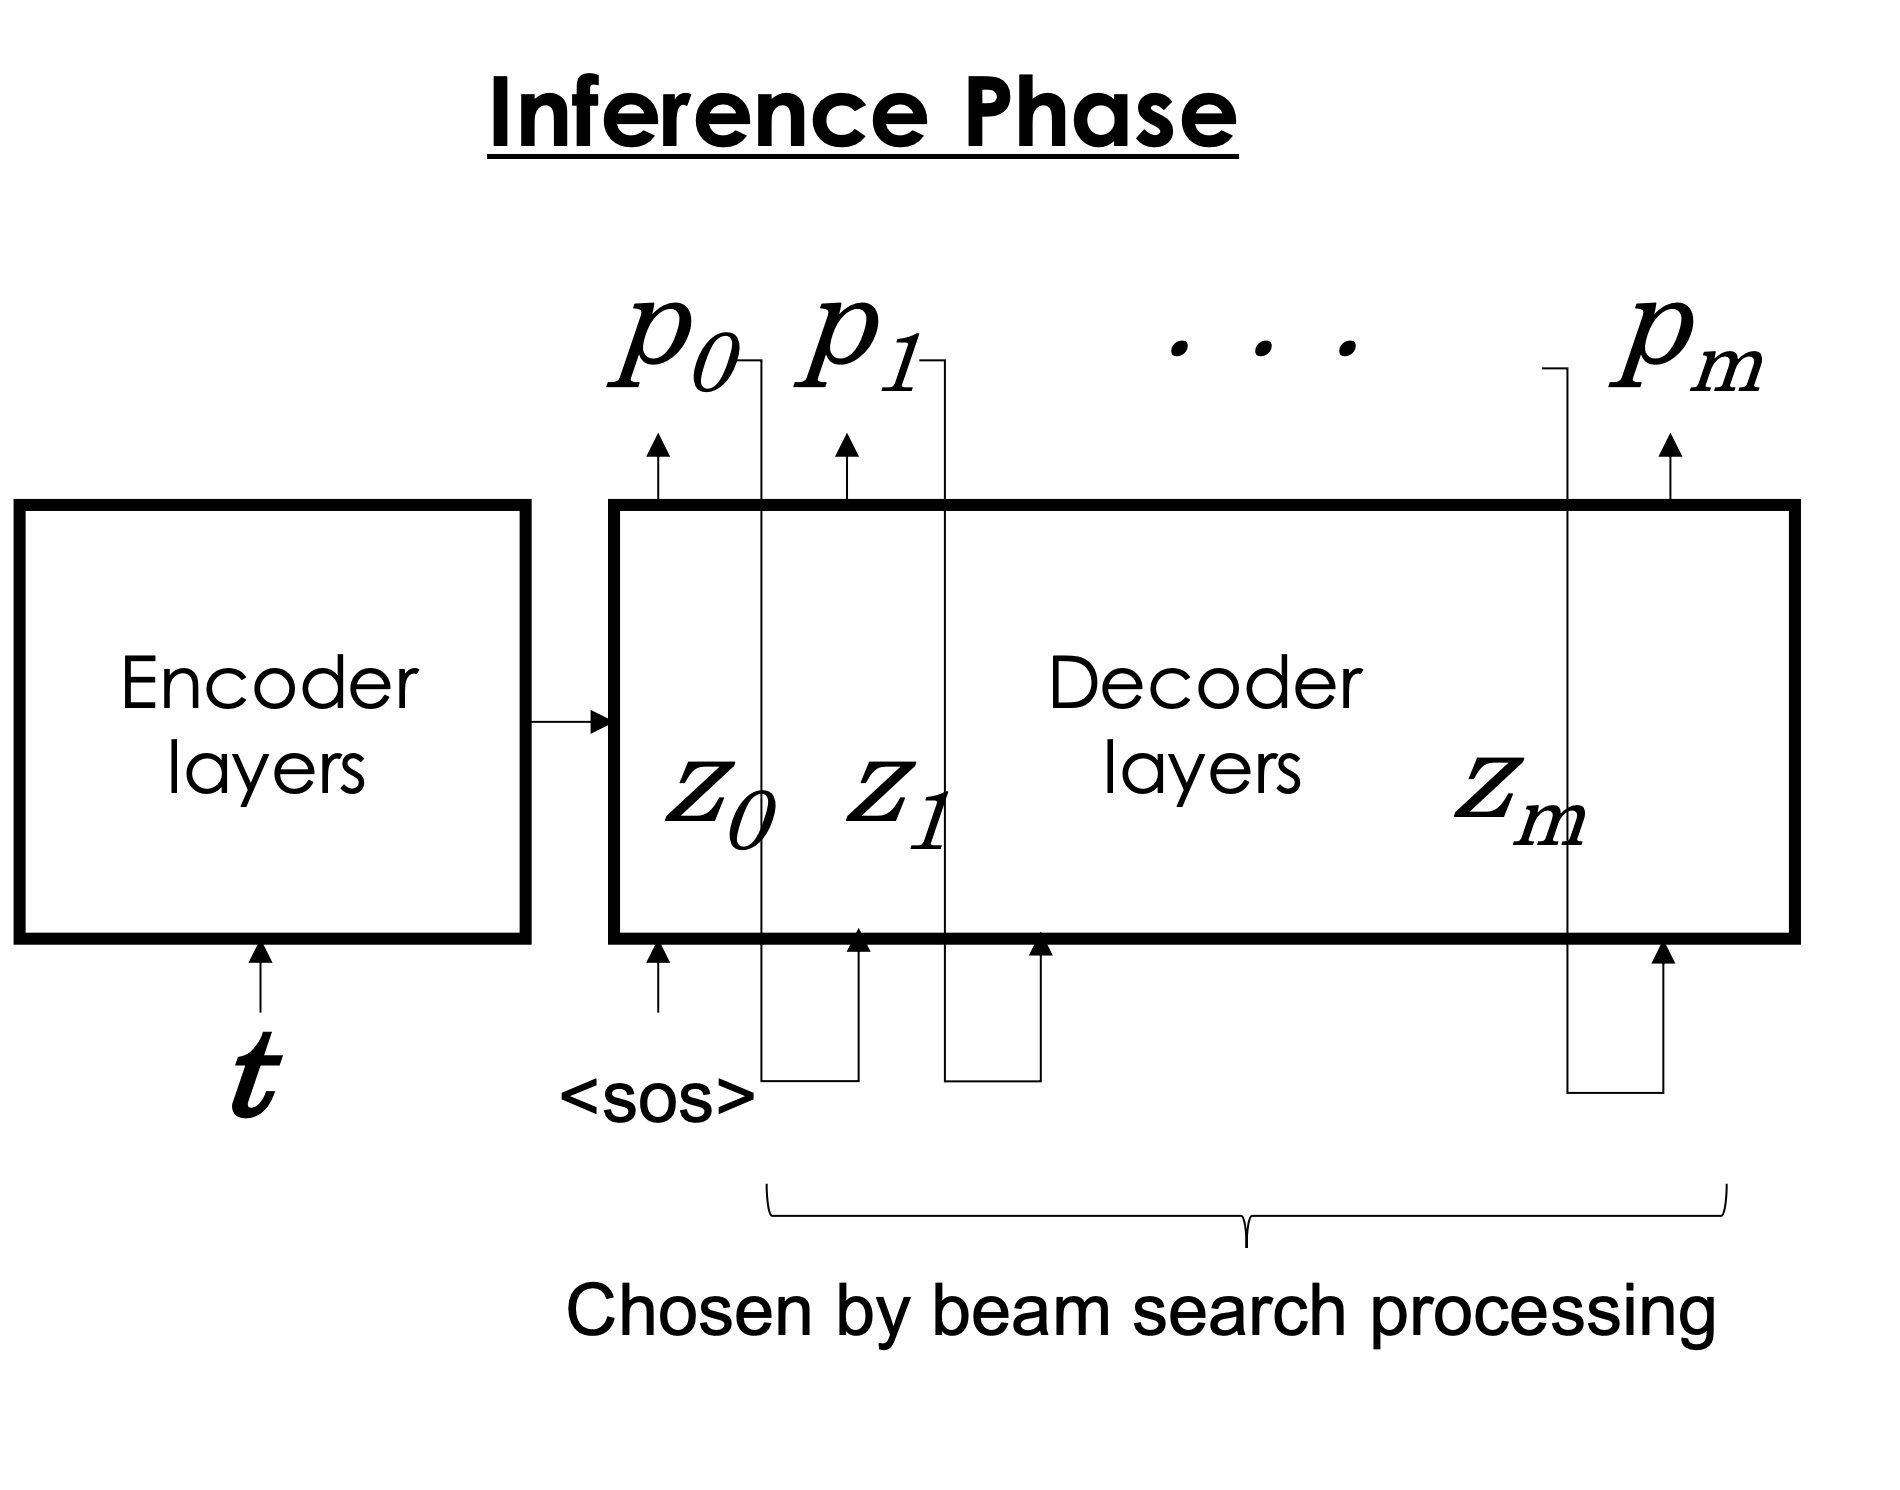 Inference Phase
p0 p1 . . . pm
Encoder
layers
Decoder
layers
z0 z1 zm
t
<sos>
Chosen by beam search processing